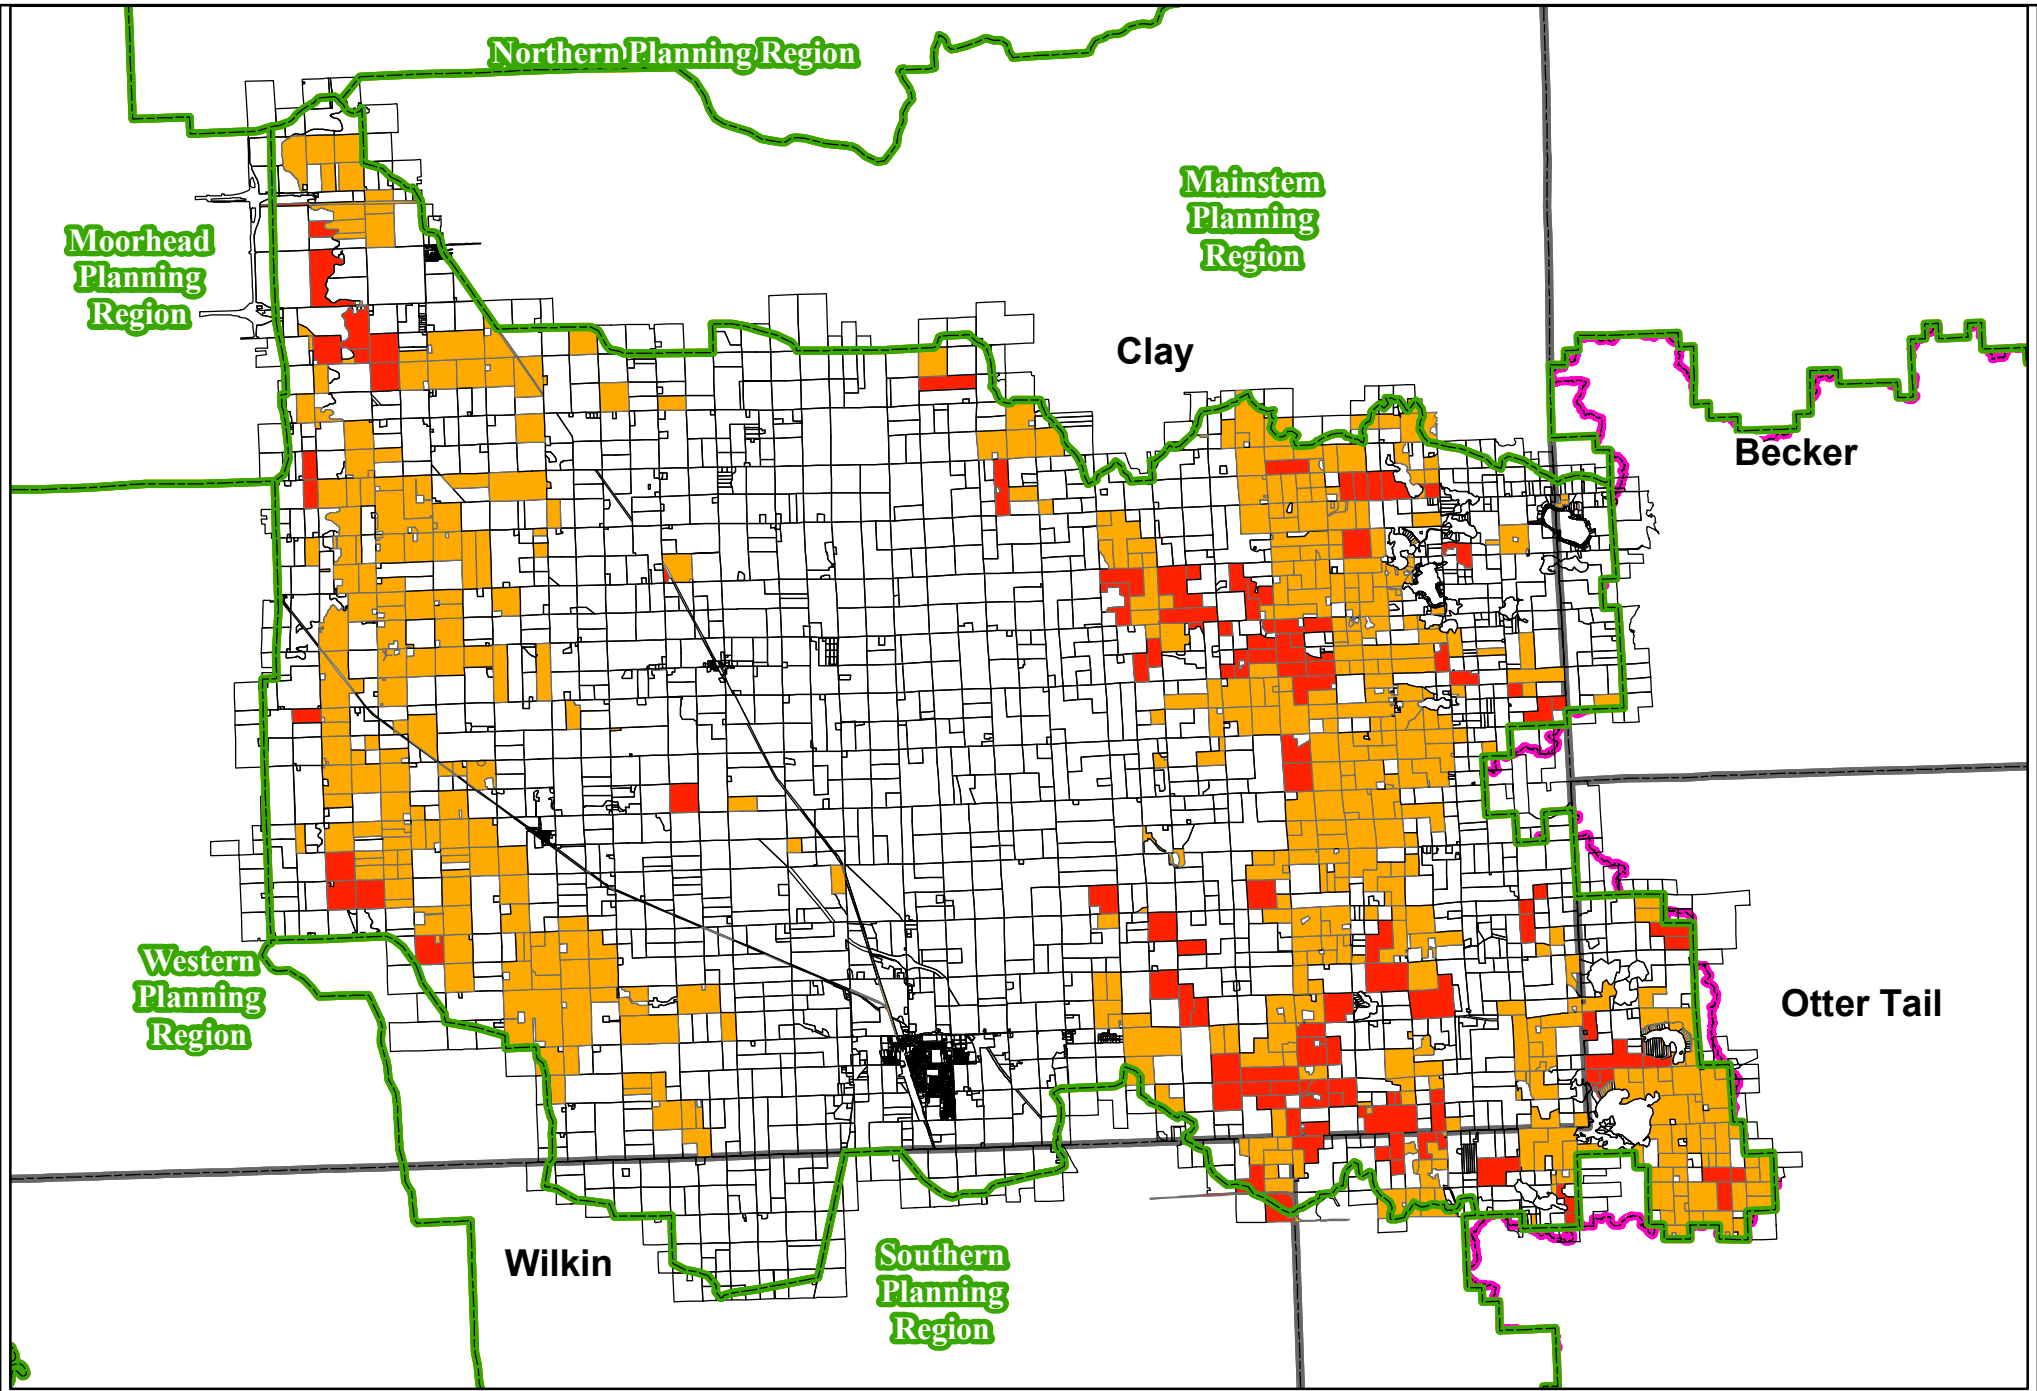 Northern Planning Region
Mainstem
Planning
Region
Moorhead
Planning
Region
Clay
Becker
Western
Planning
Region
Otter Tail
Wilkin
Southern
Planning
Region